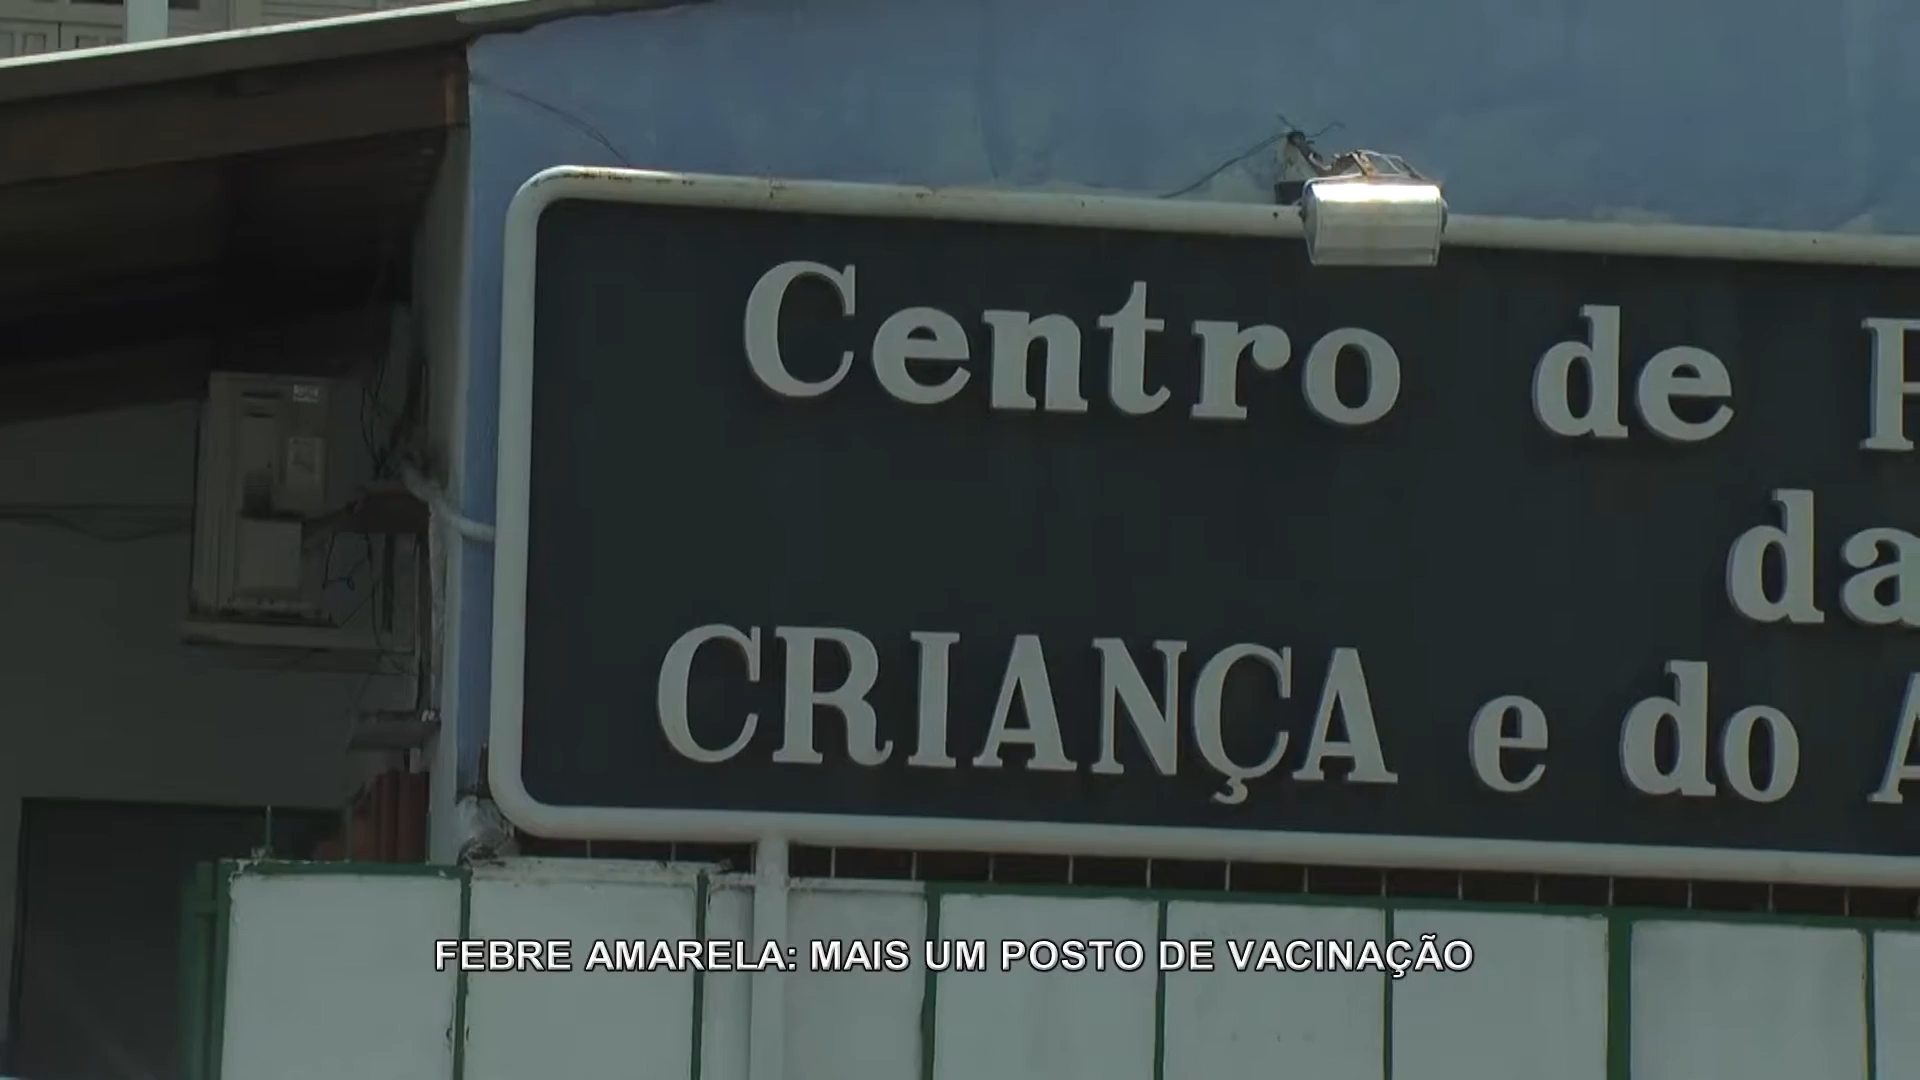 Centro de
da
CRIANÇA e do
FEBRE AMARELA: MAIS UM POSTO DE VACINAÇÃO